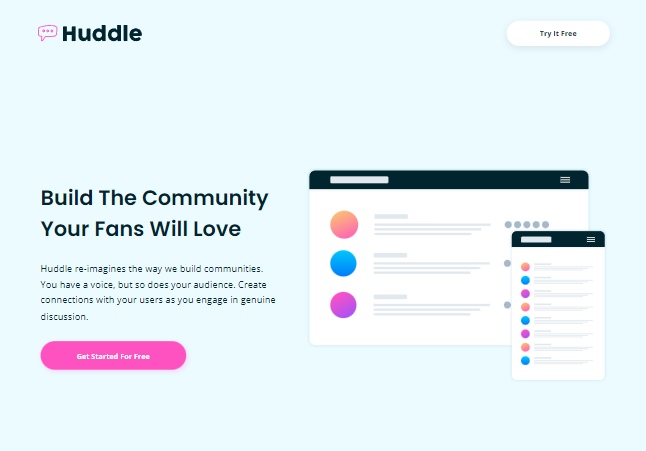 Huddle
Try It Free
Build The Community
Your Fans Will Love
Huddle re-imagines the way we build communities.
You have a voice, but so does your audience. Create
connections with your users as you engage in genuine
discussion.
Get Started For Free